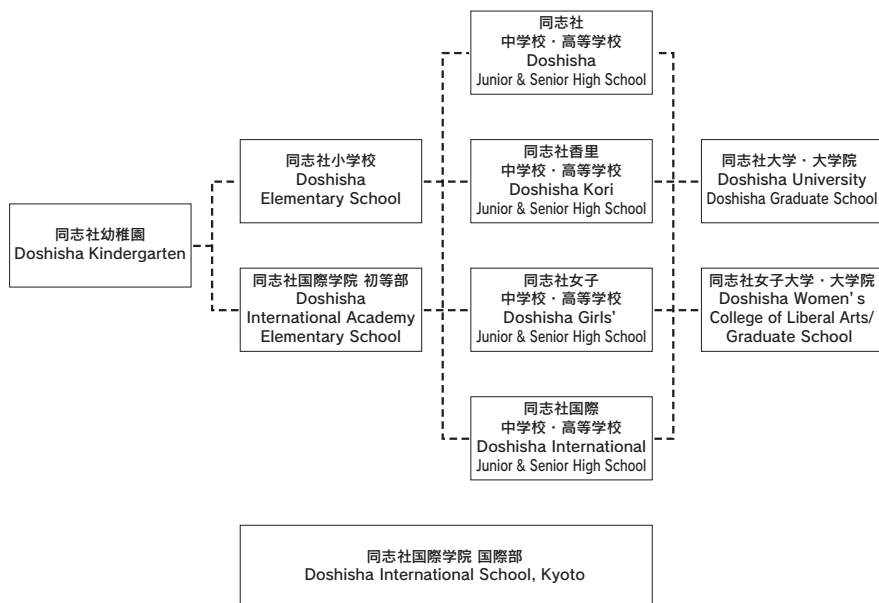 同志社幼稚園
Doshisha Kindergarten
同志社小学校
Doshisha
Elementary School
同志社国際学院 初等部
Doshisha
International Academy
Elementary School
同志社
中学校・高等学校
Doshisha
Junior & Senior High School
同志社香里
中学校・高等学校
Doshisha Kori
Junior & Senior High School
同志社女子
中学校・高等学校
Doshisha Girls’
Junior & Senior High School
同志社国際
中学校・高等学校
Doshisha International
Junior & Senior High School
同志社大学・大学院
Doshisha University
Doshisha Graduate School
同志社女子大学・大学院
Doshisha Women’s
College of Liberal Arts/
Graduate School
同志社国際学院 国際部
Doshisha International School, Kyoto